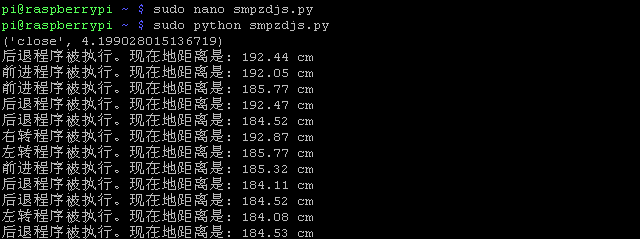 pi@raspberrypi ~ $ sudo nano smpzdjs.py
pi@raspberrypi ~ $ sudo python smpzdjs.py
('close', 4.199028015136719)
后退程序被执行。现在地距离是: 192.44 cm
前进程序被执行。现在地距离是: 192.05 cm
前进程序被执行。现在地距离是: 185.77 cm
后退程序被执行。现在地距离是: 192.47 cm
后退程序被执行。现在地距离是: 184.52 cm
右转程序被执行。现在地距离是: 192.87 cm
左转程序被执行。现在地距离是: 185.77 cm
前进程序被执行。现在地距离是: 185.32 cm
后退程序被执行。现在地距离是: 184.11 cm
后退程序被执行。现在地距离是: 184.52 cm
左转程序被执行。现在地距离是: 184.08 cm
后退程序被执行。现在地距离是: 184.53 cm